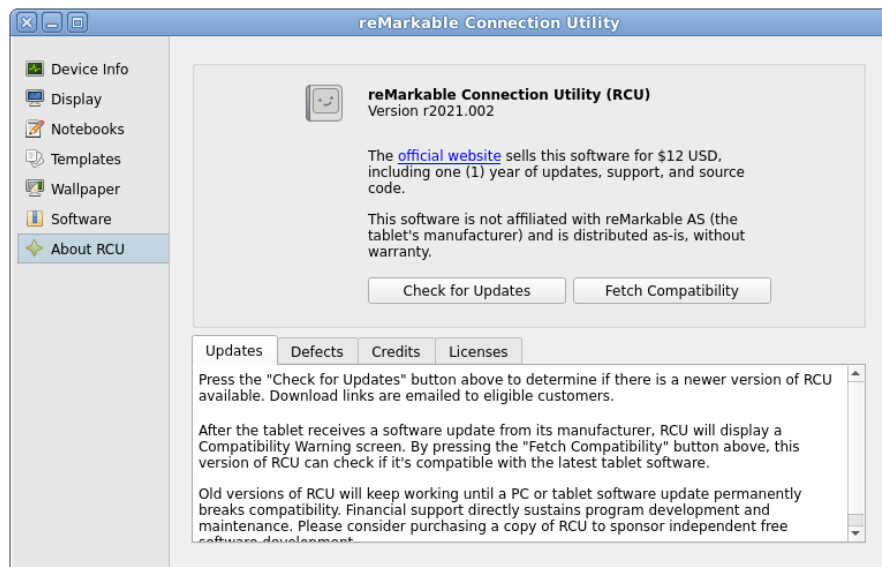 reMarkable Connection Utility
Device Info
Display
Notebooks
Templates
Wallpaper
Software
About RCU
reMarkable Connection Utility (RCU)
Version r2021.002
The official website sells this software for $12 USD,
including one (1) year of updates, support, and source
code.
This software is not affiliated with reMarkable AS (the
tablet's manufacturer) and is distributed as-is, without
warranty.
Check for Updates
Fetch Compatibility
Updates
Defects
Credits
Licenses
Press the "Check for Updates" button above to determine if there is a newer version of RCU
available. Download links are emailed to eligible customers.
After the tablet receives a software update from its manufacturer, RCU will display a
Compatibility Warning screen. By pressing the "Fetch Compatibility" button above, this
version of RCU can check if it's compatible with the latest tablet software.
Old versions of RCU will keep working until a PC or tablet software update permanently
breaks compatibility. Financial support directly sustains program development and
maintenance. Please consider purchasing a copy of RCU to sponsor independent free
software development.